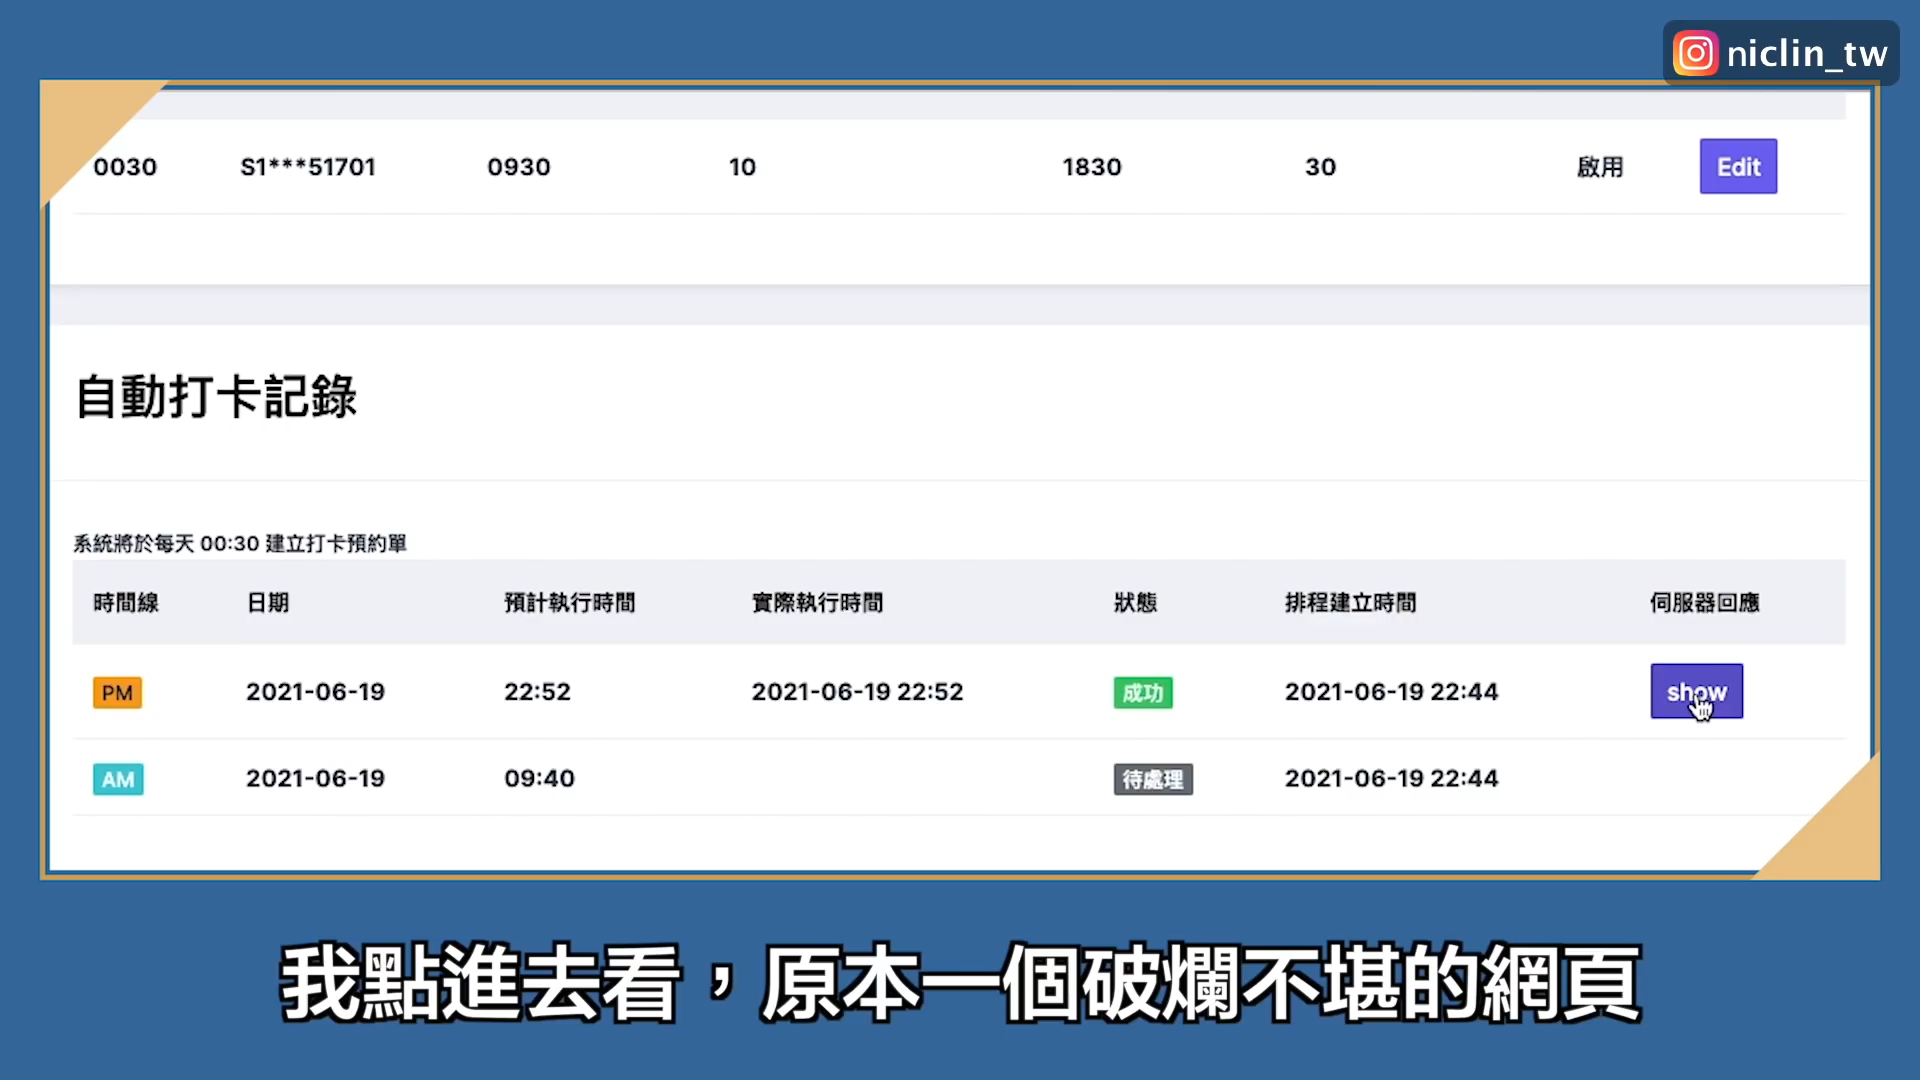 niclin_tw
0030 S1***51701 0930 10 1830 30 啟用 Edit
自動打卡記錄
系統將於每天 00:30 建立打卡預約單
時間線 日期 預計執行時間 實際執行時間 狀態 排程建立時間 伺服器回應
PM 2021-06-19 22:52 2021-06-19 22:52 成功 2021-06-19 22:44 show
AM 2021-06-19 09:40 待處理 2021-06-19 22:44
我點進去看，原本一個破爛不堪的網頁